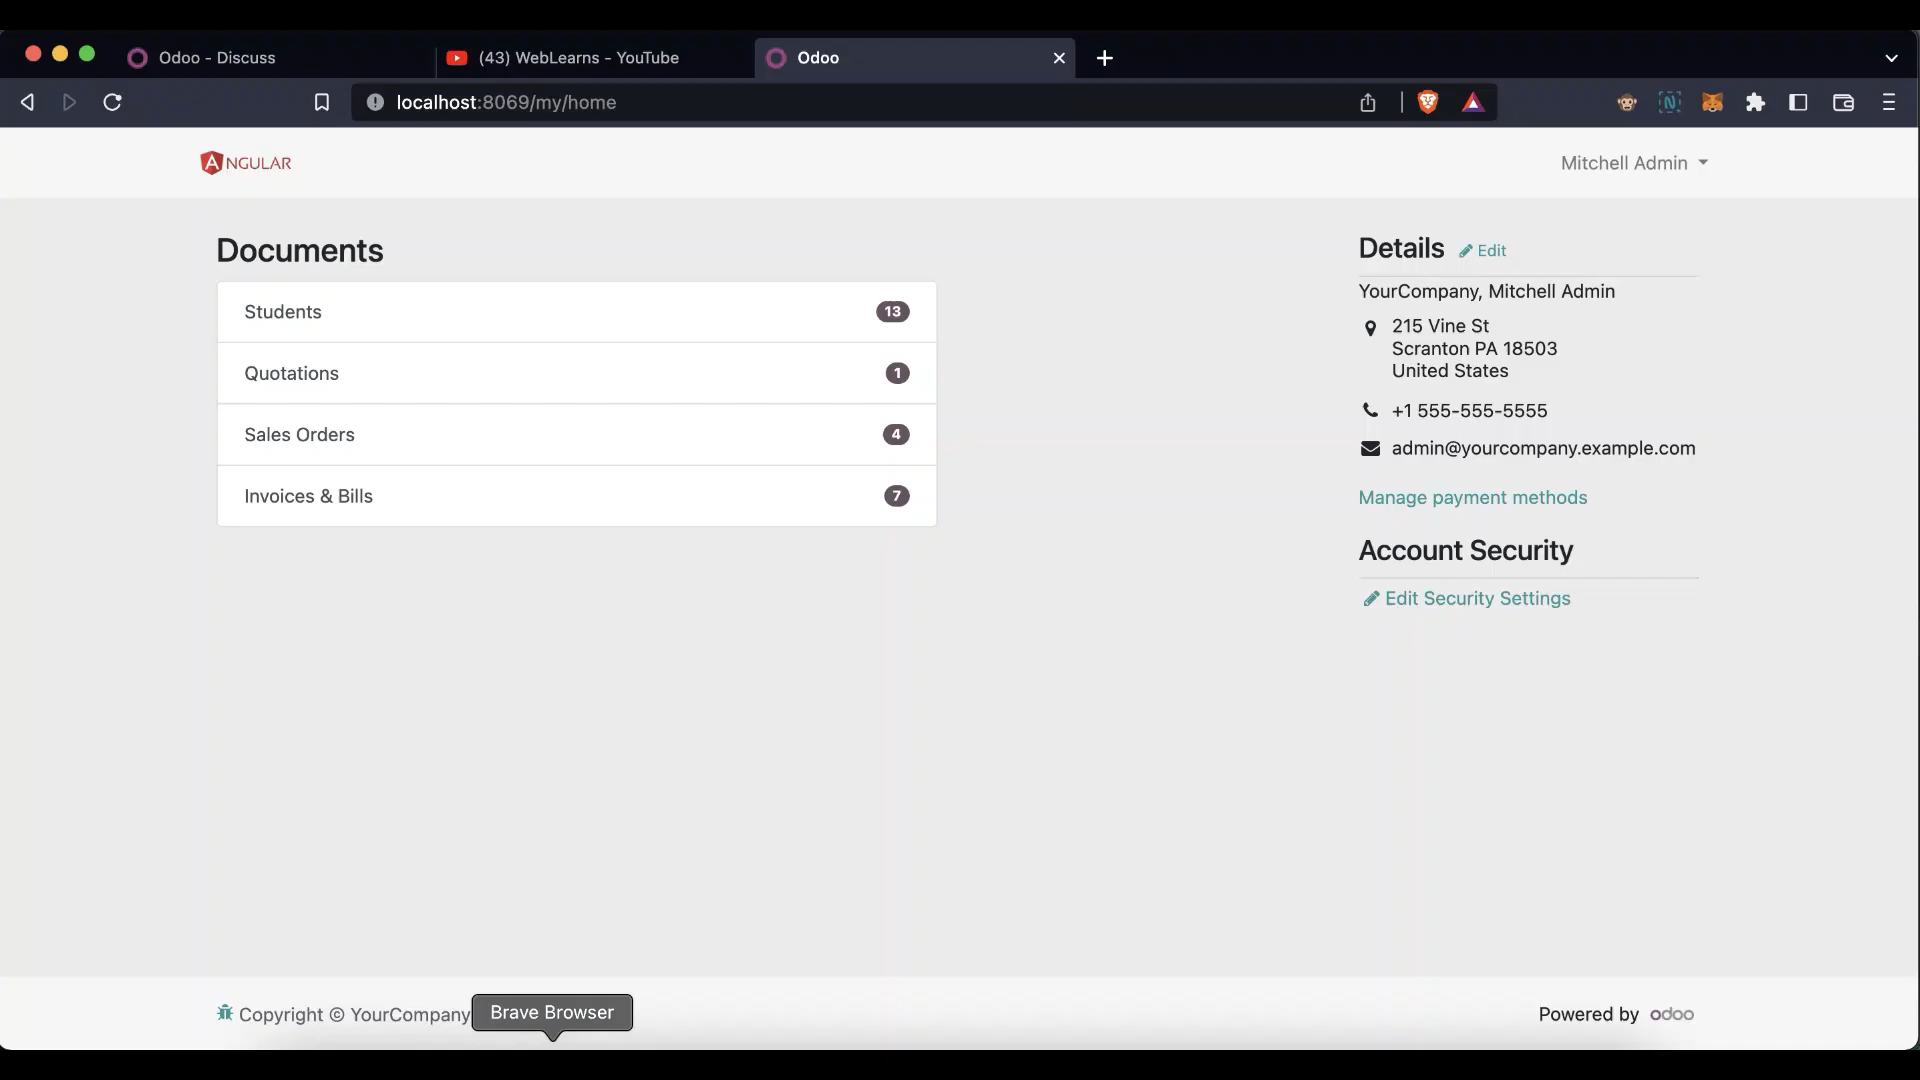 Odoo - Discuss
(43) WebLearns - YouTube
Odoo
localhost:8069/my/home
ANGULAR
Mitchell Admin
Documents
Students 13
Quotations 1
Sales Orders 4
Invoices & Bills 7
Details Edit
YourCompany, Mitchell Admin
215 Vine St
Scranton PA 18503
United States
+1 555-555-5555
admin@yourcompany.example.com
Manage payment methods
Account Security
Edit Security Settings
Copyright © YourCompany
Brave Browser
Powered by odoo